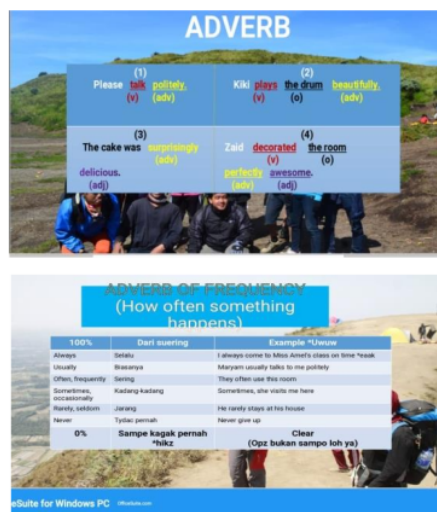 ADVERB
(1)
Please talk politely.
(v) (adv)
(2)
Kiki plays the drum beautifully.
(v) (o) (adv)
(3)
The cake was surprisingly
(adv)
delicious.
(adj)
(4)
Zaid decorated the room
(v) (o)
perfectly awesome.
(adv) (adj)
ADVERB OF FREQUENCY
(How often something
happens)
100% Dari suering Example *Uwuw
Always Selalu I always come to Miss Amel's class on time *eeak
Usually Biasanya Maryam usually talks to me politely
Often, frequently Sering They often use this room
Sometimes, Kadang-kadang Sometimes, she visits me here
occasionally
Rarely, seldom Jarang He rarely stays at his house
Never Tydac pernah Never give up
0% Sampe kagak pernah Clear
*hikz (Opz bukan sampo loh ya)
eSuite for Windows PC OfficeSuite.com